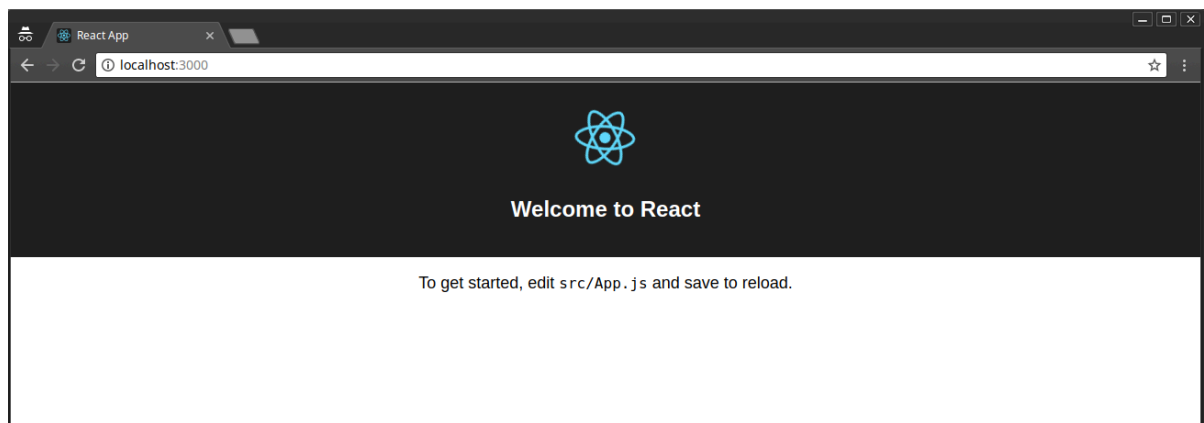 React App
localhost:3000
Welcome to React
To get started, edit src/App.js and save to reload.